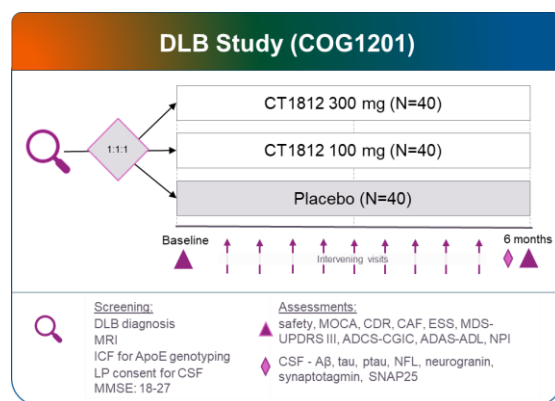 DLB Study (COG1201)
CT1812 300 mg (N=40)
1:1:1
CT1812 100 mg (N=40)
Placebo (N=40)
Baseline
6 months
Intervening visits
Screening:
DLB diagnosis
MRI
ICF for ApoE genotyping
LP consent for CSF
MMSE: 18-27
Assessments:
safety, MOCA, CDR, CAF, ESS, MDS-
UPDRS III, ADCS-CGIC, ADAS-ADL, NPI
CSF - Aβ, tau, ptau, NFL, neurogranin,
synaptotagmin, SNAP25